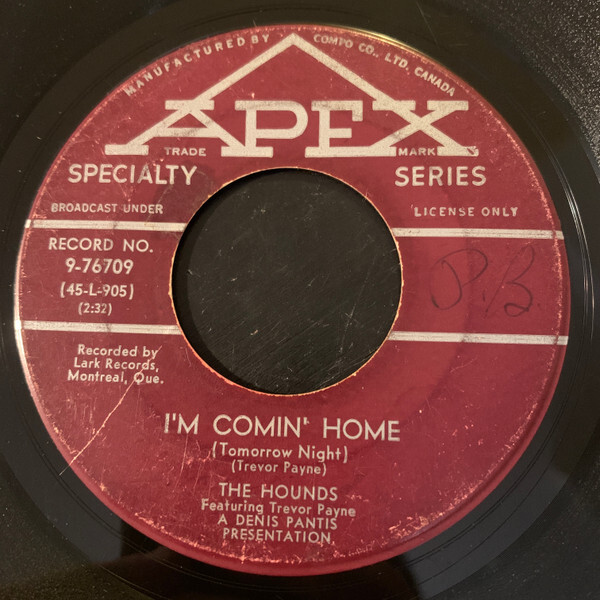 MANUFACTURED BY COMPO CO., LTD. CANADA
APEX
TRADE MARK
SPECIALTY SERIES
BROADCAST UNDER LICENSE ONLY
RECORD NO.
9-76709
(45-L-905)
(2:32)
P.B.
Recorded by
Lark Records,
Montreal, Que.
I'M COMIN' HOME
(Tomorrow Night)
(Trevor Payne)
THE HOUNDS
Featuring Trevor Payne
A DENIS PANTIS
PRESENTATION